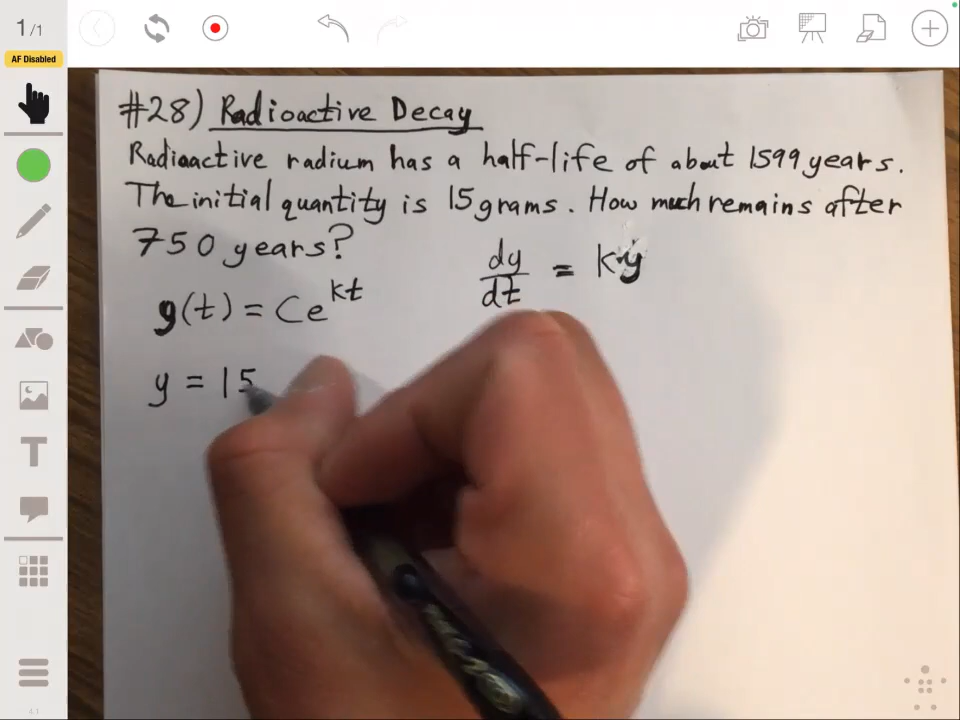 1/1
AF Disabled
#28) Radioactive Decay
Radioactive radium has a half-life of about 1599 years.
The initial quantity is 15 grams. How much remains after
750 years?
dy/dt = ky
y(t) = Ce^kt
y = 15
T